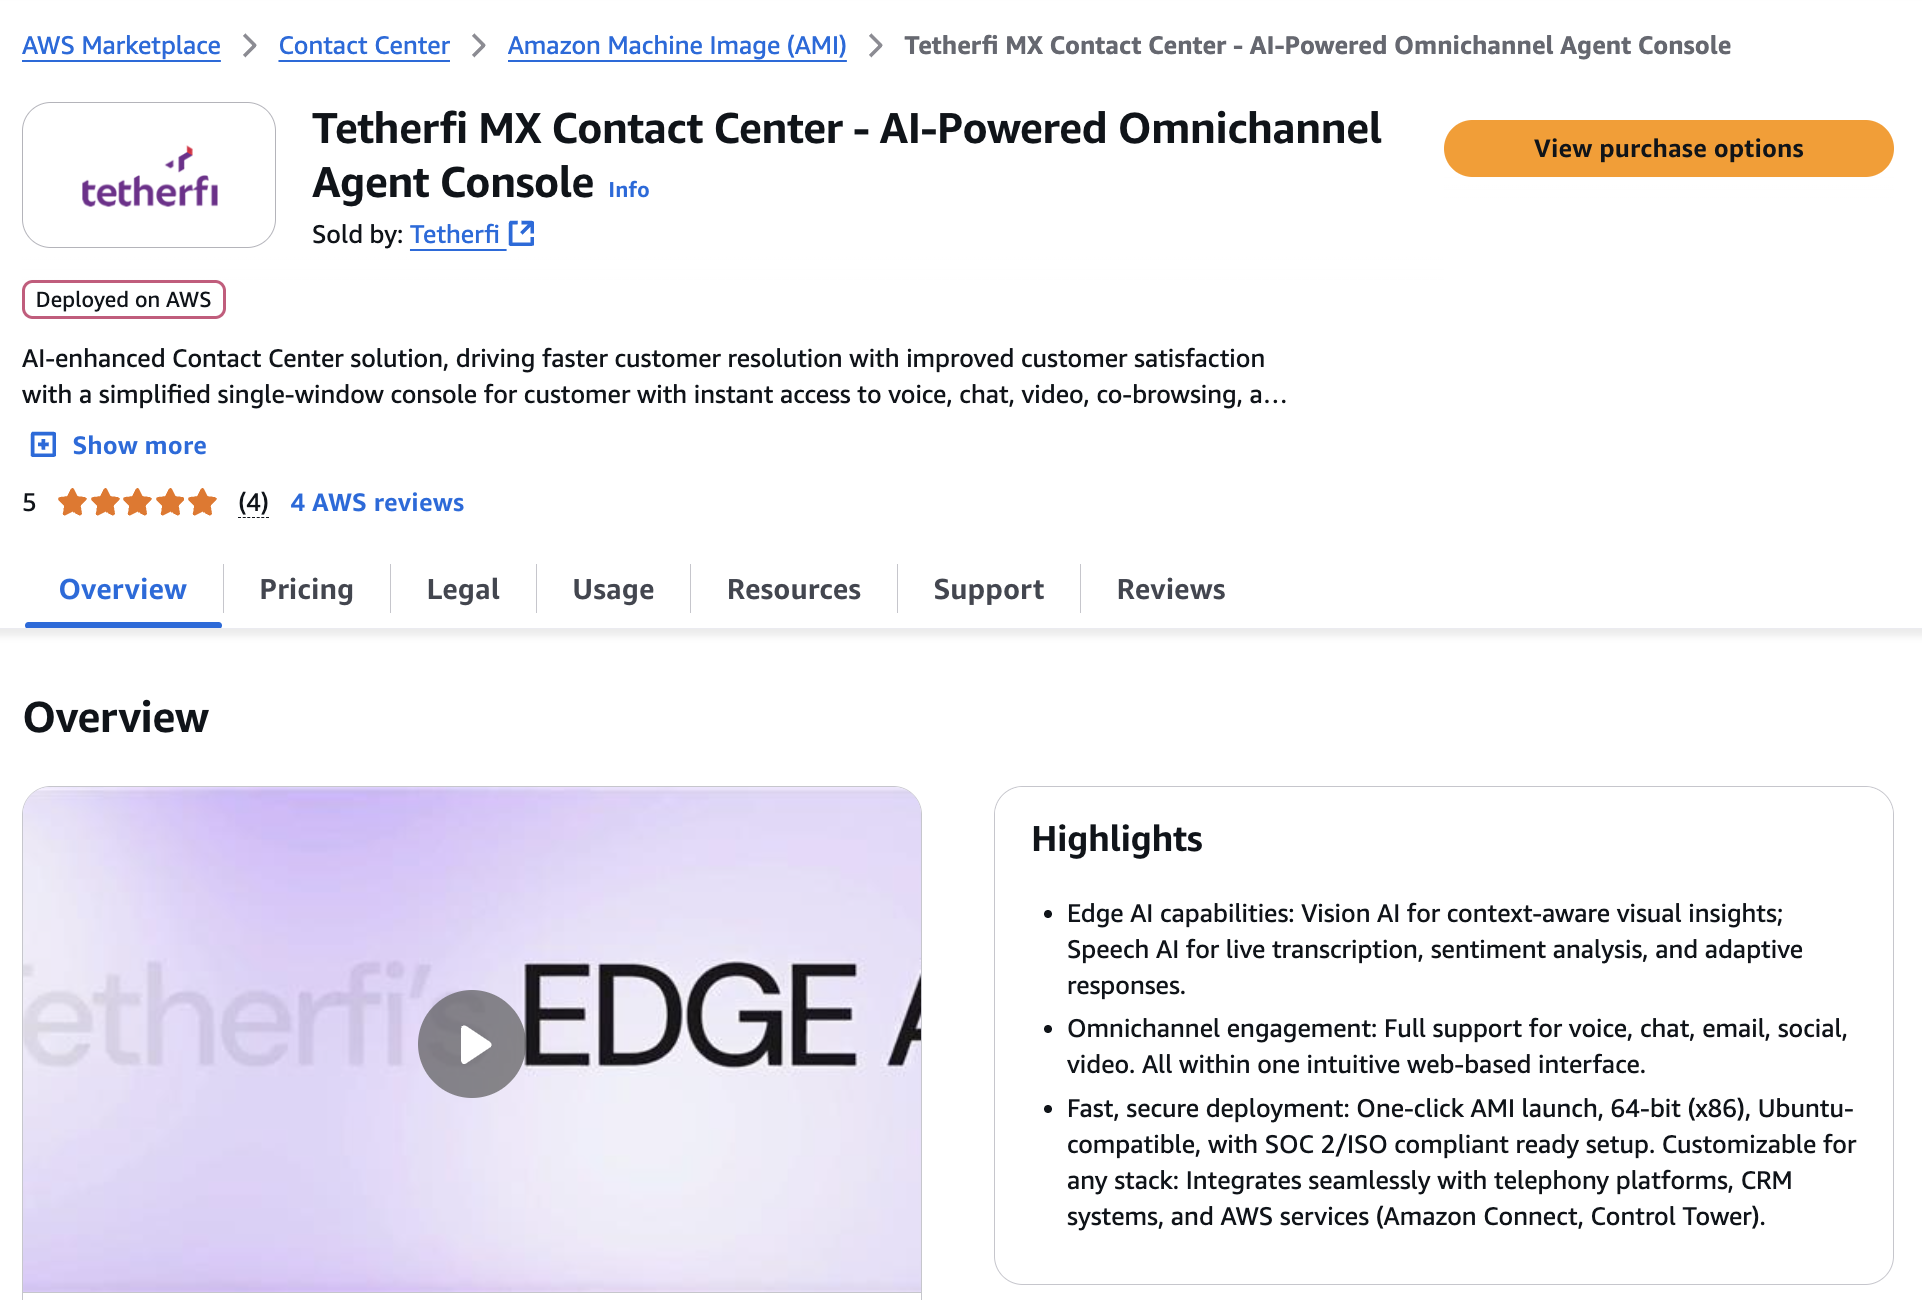 AWS Marketplace > Contact Center > Amazon Machine Image (AMI) > Tetherfi MX Contact Center - AI-Powered Omnichannel Agent Console
tetherfi
Tetherfi MX Contact Center - AI-Powered Omnichannel
Agent Console Info
View purchase options
Sold by: Tetherfi
Deployed on AWS
AI-enhanced Contact Center solution, driving faster customer resolution with improved customer satisfaction
with a simplified single-window console for customer with instant access to voice, chat, video, co-browsing, a…
Show more
5 (4) 4 AWS reviews
Overview Pricing Legal Usage Resources Support Reviews
Overview
etherfi's EDGE A
Highlights
• Edge AI capabilities: Vision AI for context-aware visual insights;
Speech AI for live transcription, sentiment analysis, and adaptive
responses.
• Omnichannel engagement: Full support for voice, chat, email, social,
video. All within one intuitive web-based interface.
• Fast, secure deployment: One-click AMI launch, 64-bit (x86), Ubuntu-
compatible, with SOC 2/ISO compliant ready setup. Customizable for
any stack: Integrates seamlessly with telephony platforms, CRM
systems, and AWS services (Amazon Connect, Control Tower).